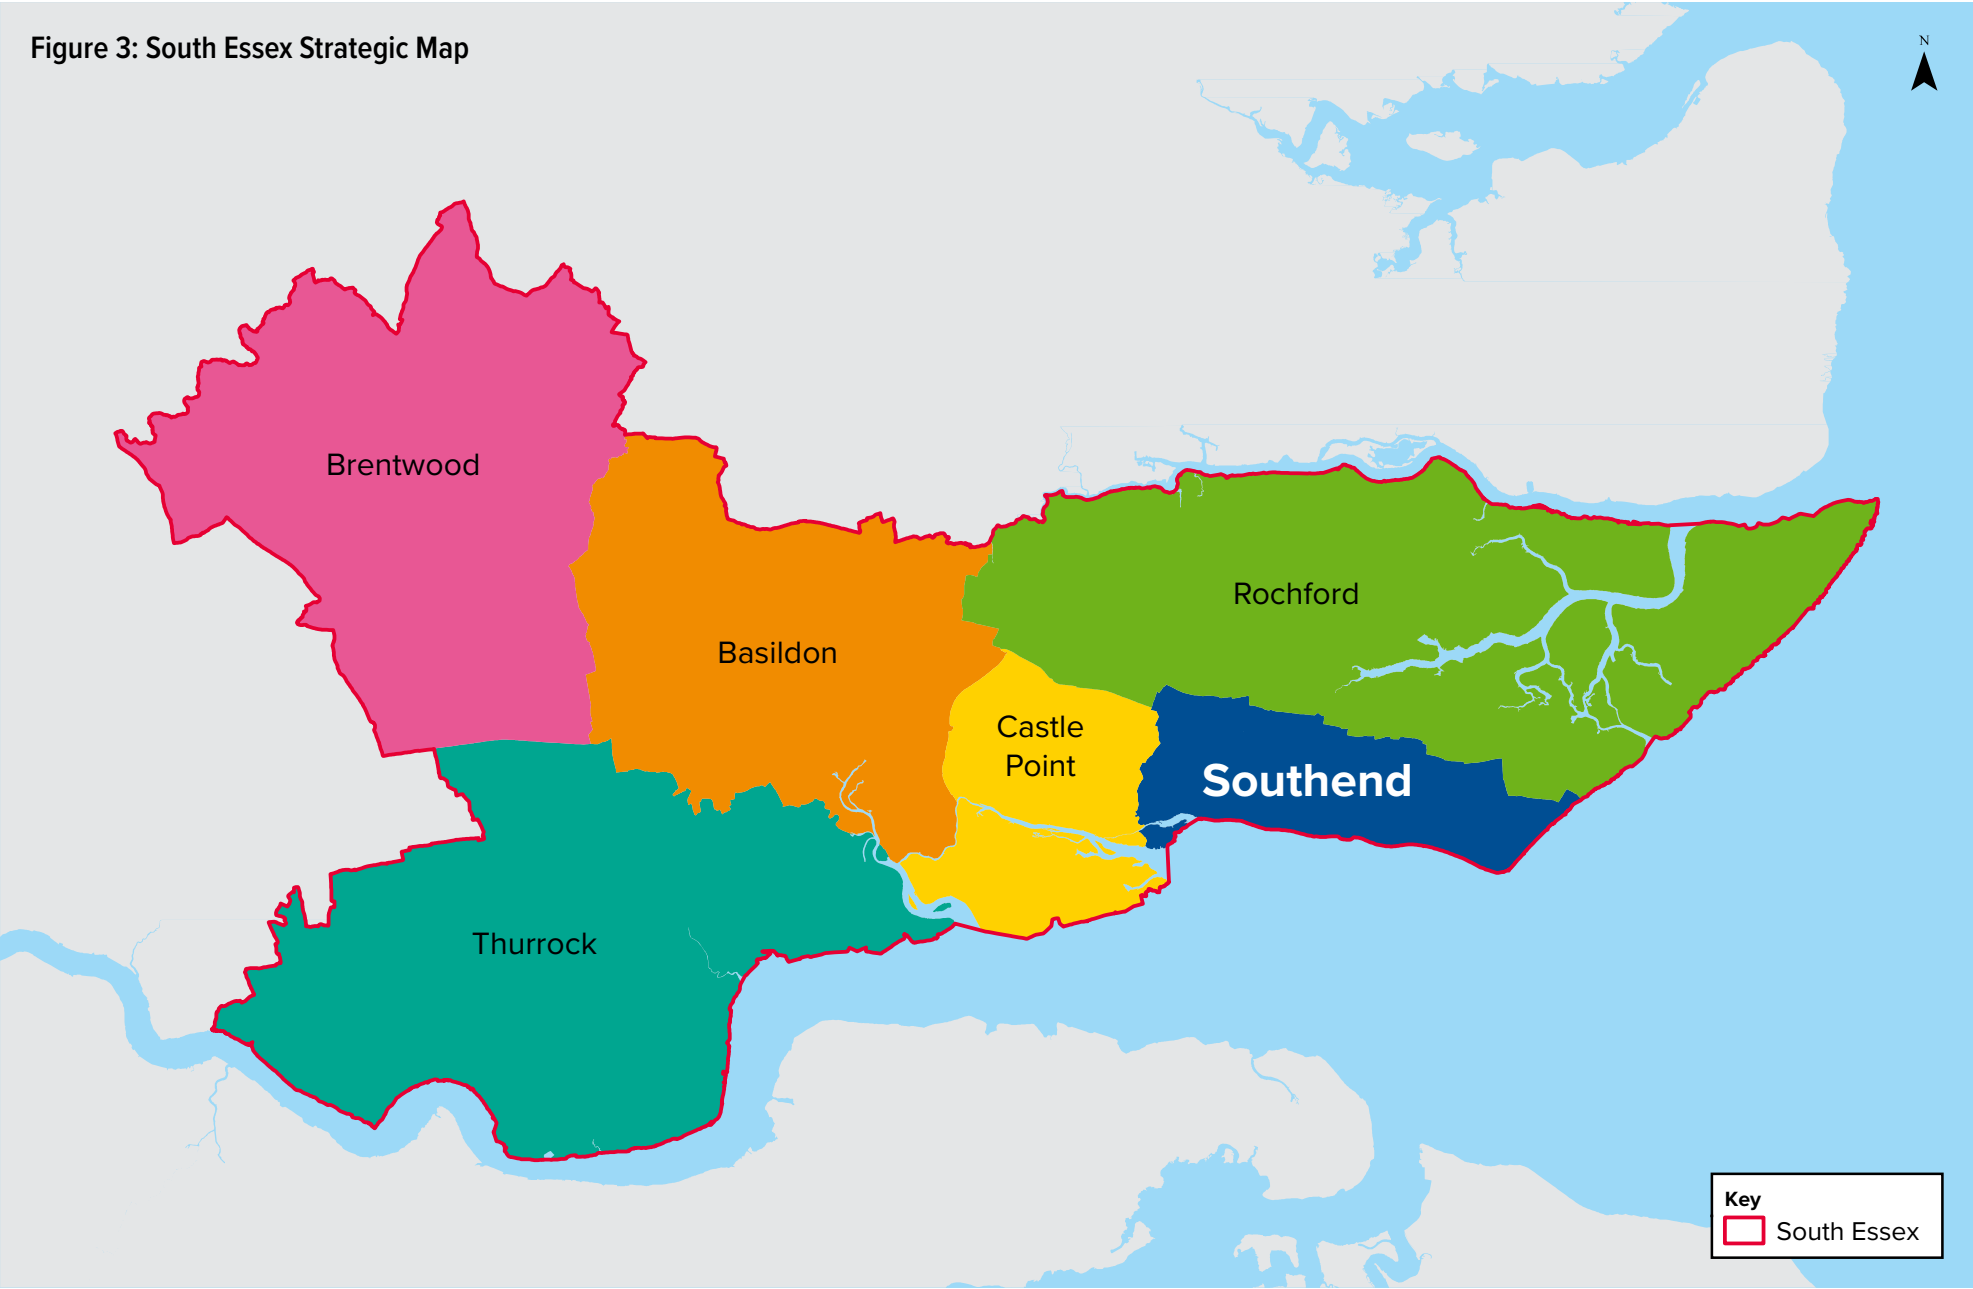 Figure 3: South Essex Strategic Map
N
Brentwood
Rochford
Basildon
Castle
Point
Southend
Thurrock
Key
South Essex